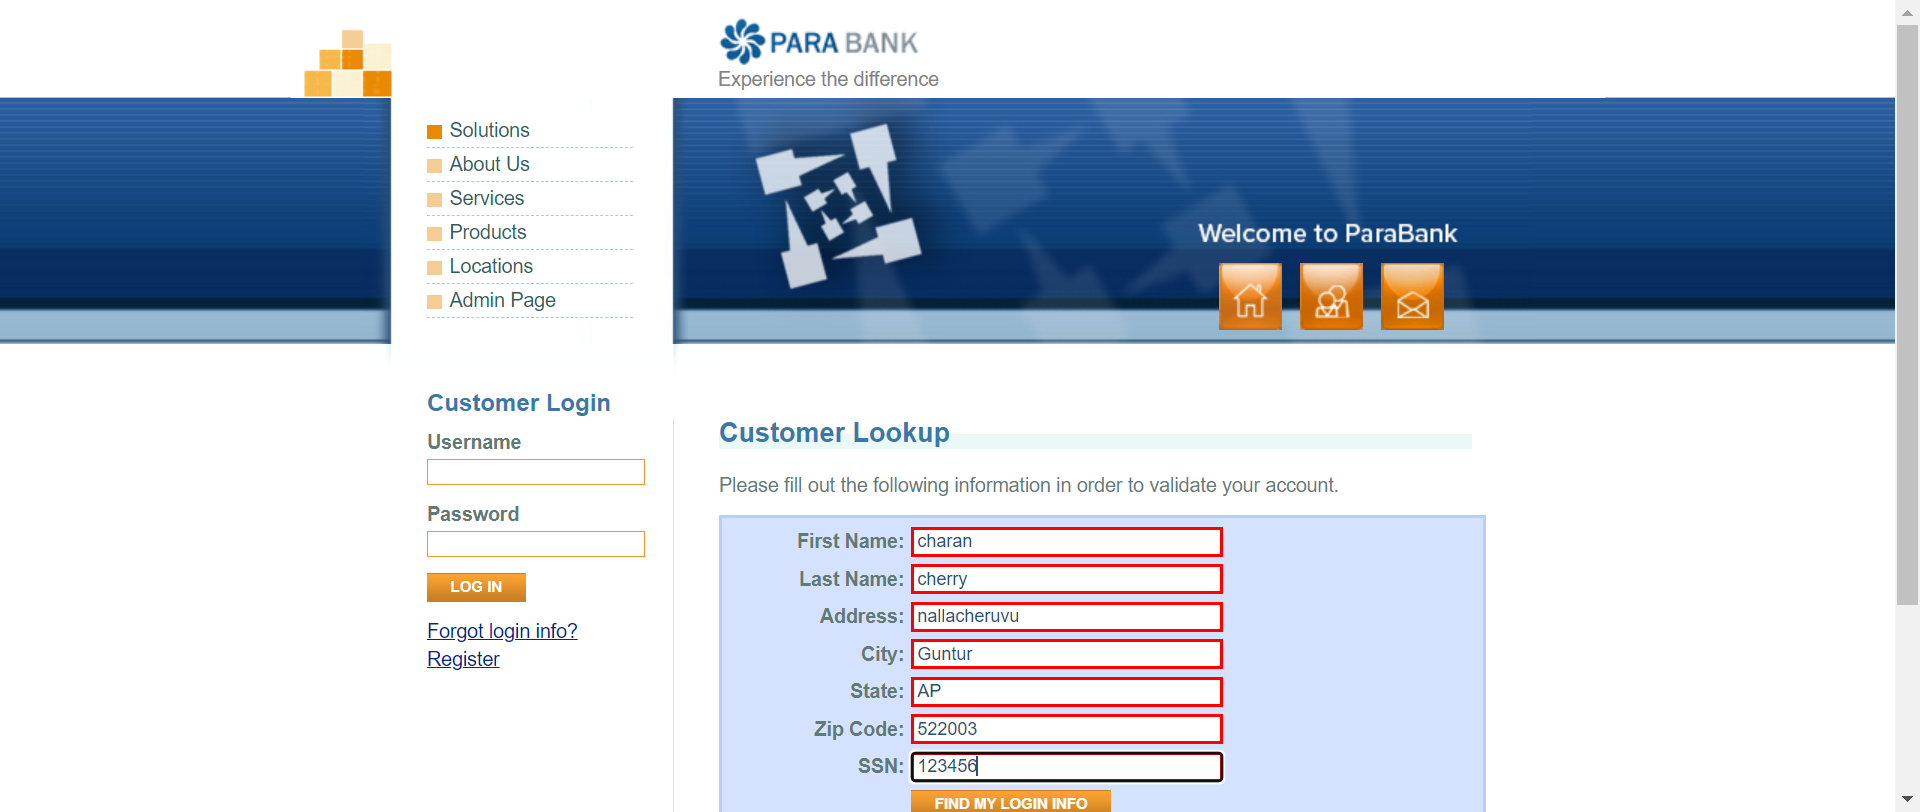 PARA BANK
Experience the difference
Solutions
About Us
Services
Products
Locations
Admin Page
Welcome to ParaBank
Customer Login
Username
Password
LOG IN
Forgot login info?
Register
Customer Lookup
Please fill out the following information in order to validate your account.
First Name: charan
Last Name: cherry
Address: nallacheruvu
City: Guntur
State: AP
Zip Code: 522003
SSN: 123456
FIND MY LOGIN INFO